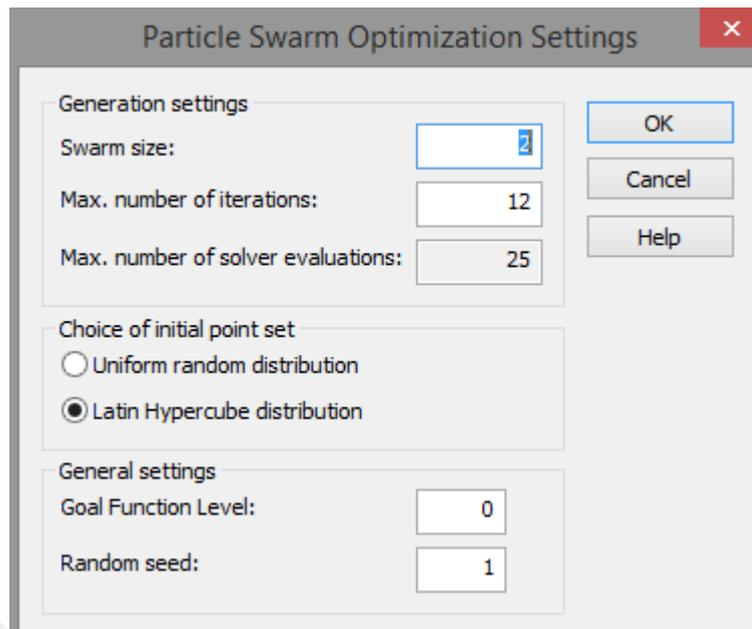 Particle Swarm Optimization Settings
Generation settings
Swarm size: 2
Max. number of iterations: 12
Max. number of solver evaluations: 25
OK
Cancel
Help
Choice of initial point set
Uniform random distribution
Latin Hypercube distribution
General settings
Goal Function Level: 0
Random seed: 1